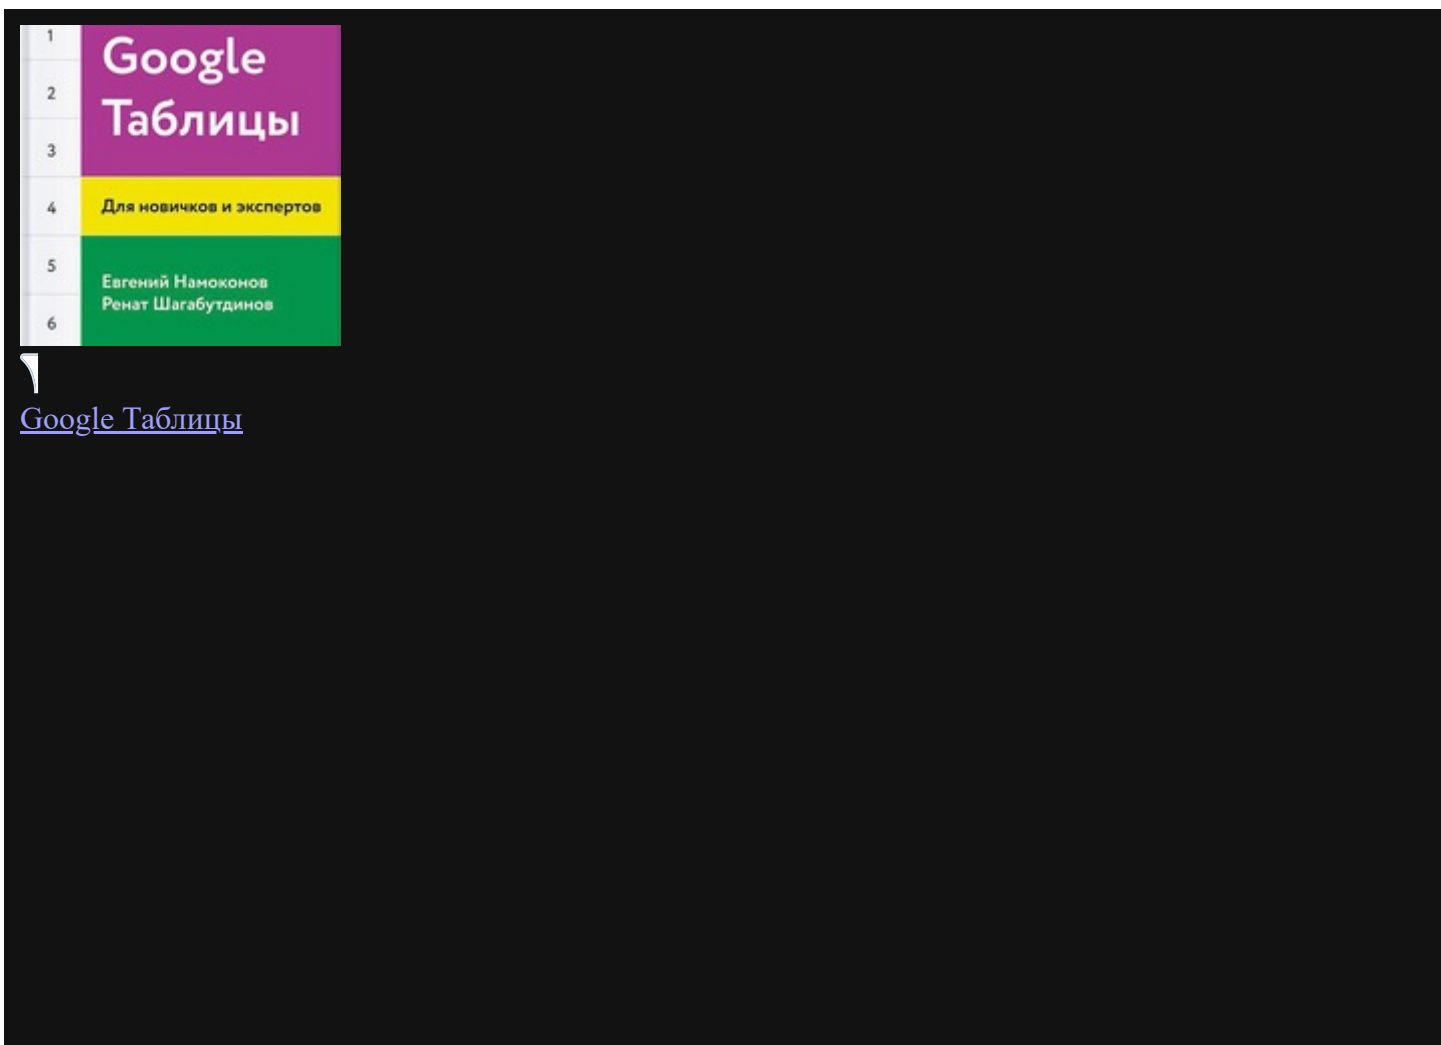 1
Google
2
Таблицы
3
4
Для новичков и экспертов
5
Евгений Намоконов
Ренат Шагабутдинов
6
Google Таблицы